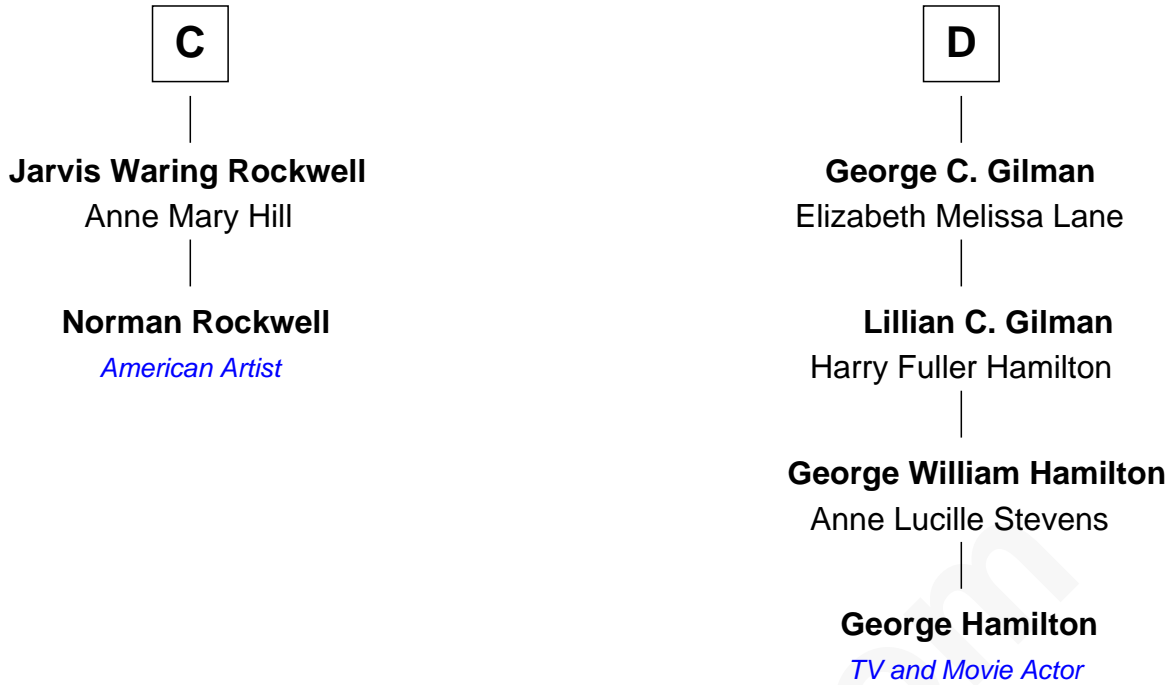 C
Jarvis Waring Rockwell
Anne Mary Hill
Norman Rockwell
American Artist
D
George C. Gilman
Elizabeth Melissa Lane
Lillian C. Gilman
Harry Fuller Hamilton
George William Hamilton
Anne Lucille Stevens
George Hamilton
TV and Movie Actor